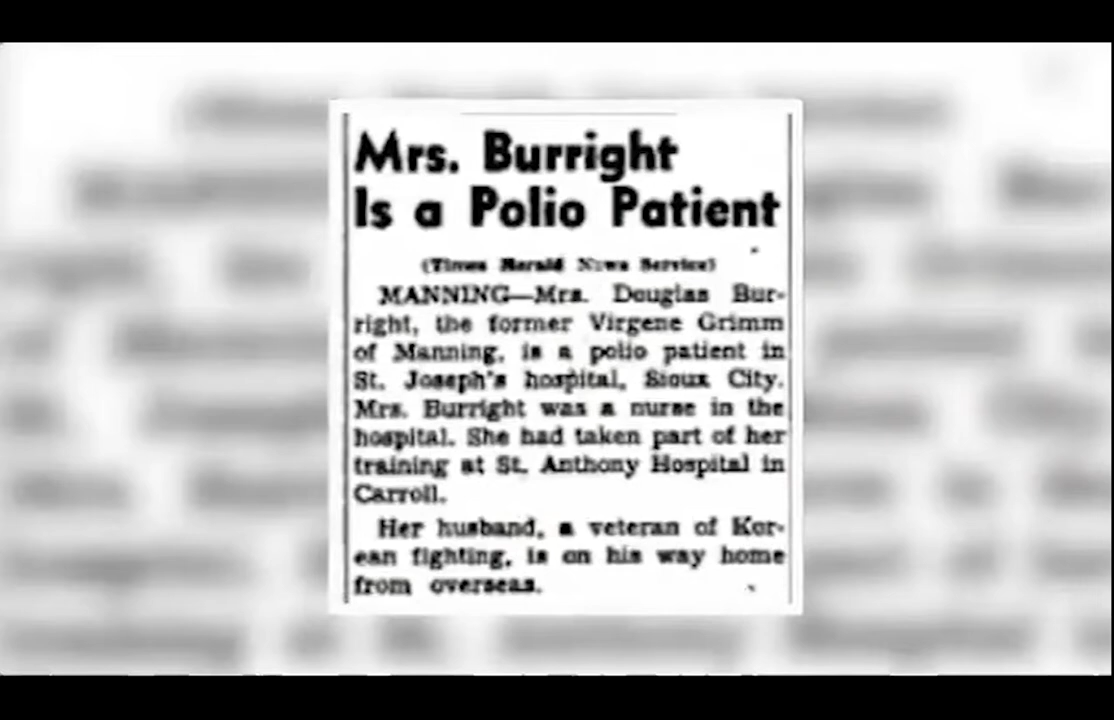 Mrs. Burright
Is a Polio Patient
(Times Herald News Service)
MANNING—Mrs. Douglas Bur-
right, the former Virgene Grimm
of Manning, is a polio patient in
St. Joseph's hospital, Sioux City.
Mrs. Burright was a nurse in the
hospital. She had taken part of her
training at St. Anthony Hospital in
Carroll.
Her husband, a veteran of Kor-
ean fighting, is on his way home
from overseas.